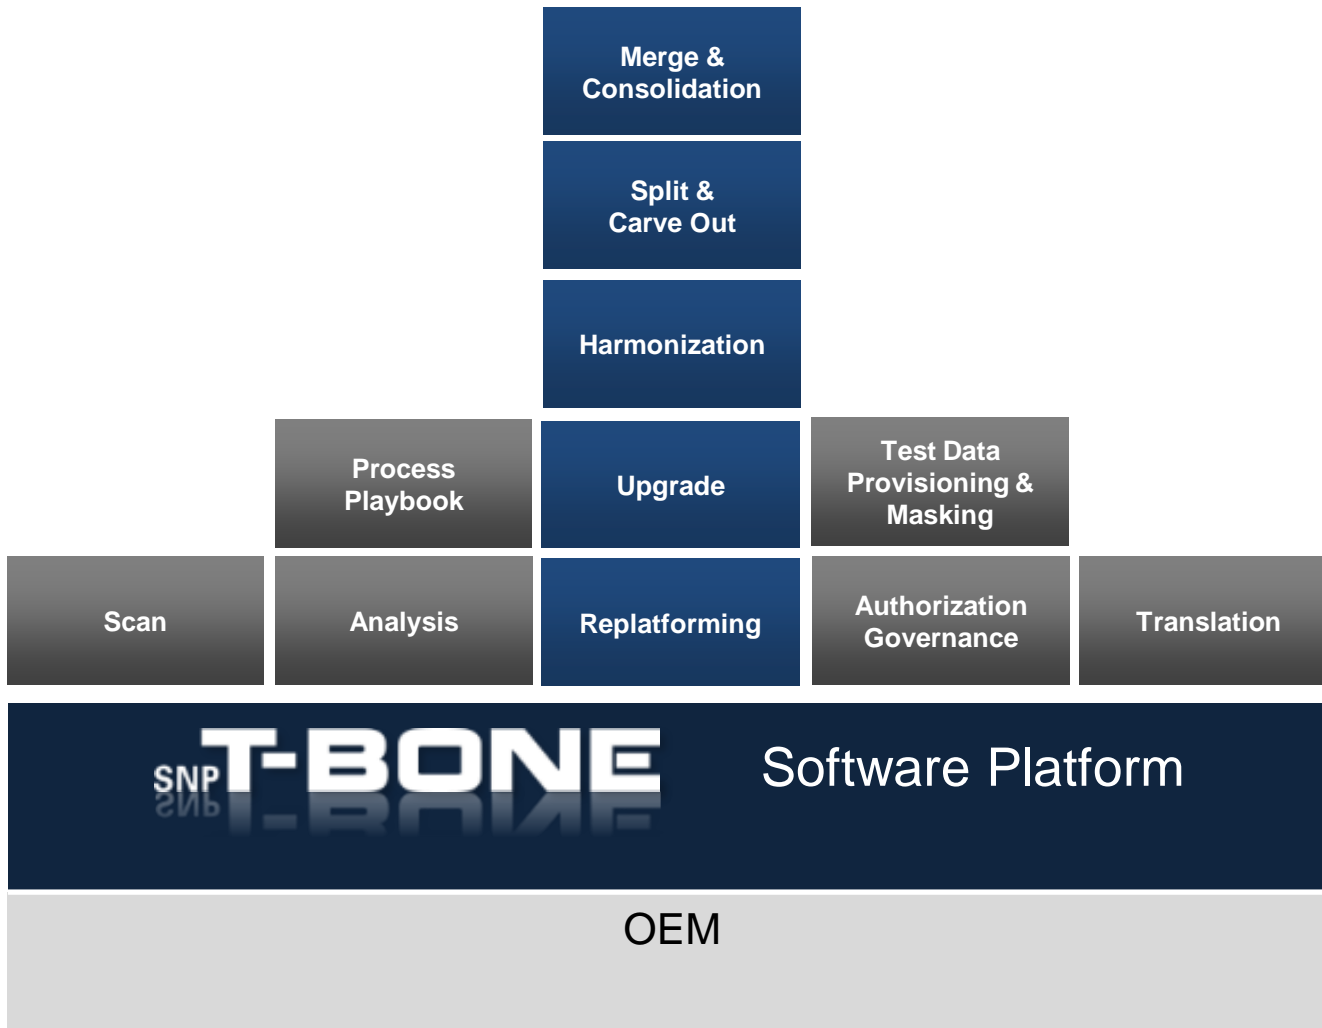 Merge &
Consolidation
Split &
Carve Out
Harmonization
Process
Playbook
Upgrade
Test Data
Provisioning &
Masking
Scan
Analysis
Replatforming
Authorization
Governance
Translation
SNP T-BONE
Software Platform
OEM